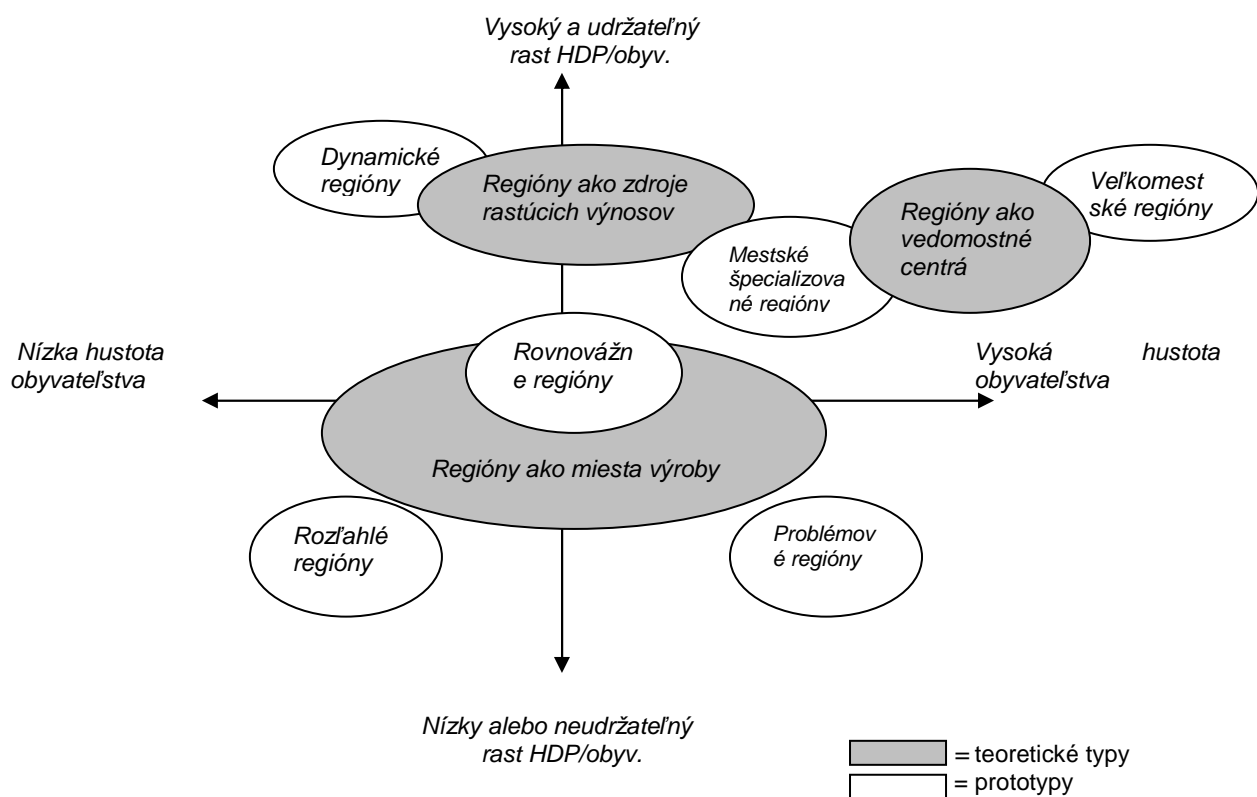 Vysoký a udržateľný
rast HDP/obyv.
Dynamické
regióny
Regióny ako zdroje
rastúcich výnosov
Veľkomest
ské regióny
Regióny ako
vedomostné
centrá
Mestské
špecializova
né regióny
Nízka hustota
obyvateľstva
Rovnovážn
e regióny
Vysoká hustota
obyvateľstva
Regióny ako miesta výroby
Rozľahlé
regióny
Problémov
é regióny
Nízky alebo neudržateľný
rast HDP/obyv.
= teoretické typy
= prototypy